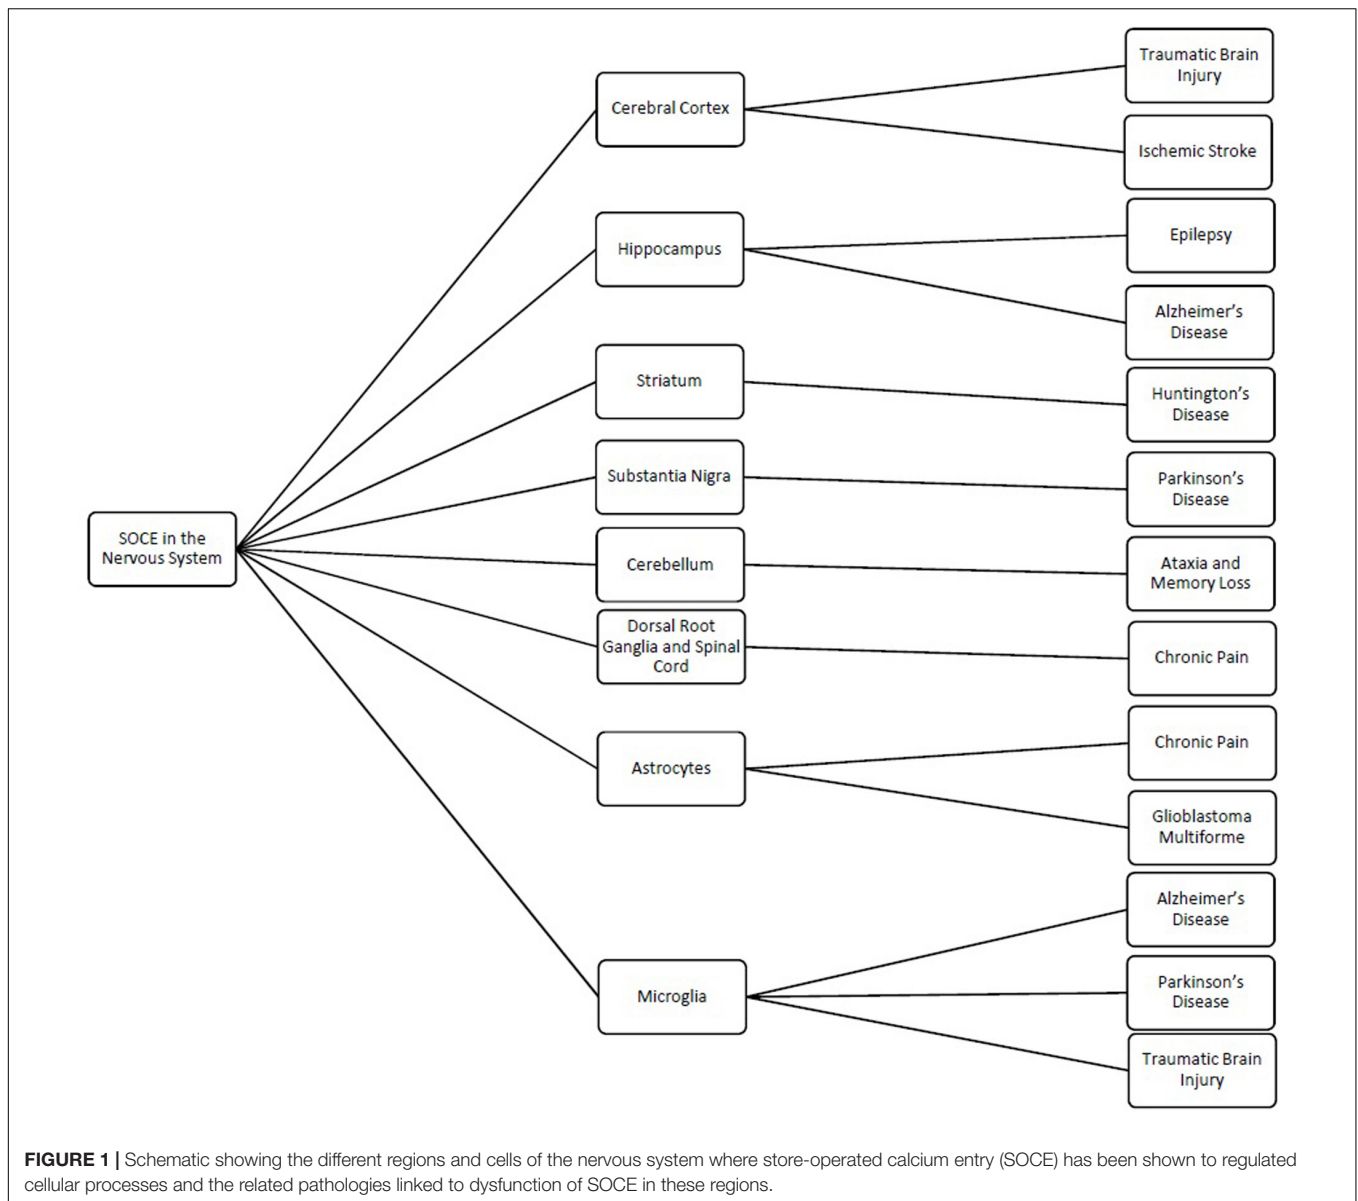 SOCE in the
Nervous System
Cerebral Cortex
Hippocampus
Striatum
Substantia Nigra
Cerebellum
Dorsal Root
Ganglia and Spinal
Cord
Astrocytes
Microglia
Traumatic Brain
Injury
Ischemic Stroke
Epilepsy
Alzheimer's
Disease
Huntington's
Disease
Parkinson's
Disease
Ataxia and
Memory Loss
Chronic Pain
Chronic Pain
Glioblastoma
Multiforme
Alzheimer's
Disease
Parkinson's
Disease
Traumatic Brain
Injury
FIGURE 1 | Schematic showing the different regions and cells of the nervous system where store-operated calcium entry (SOCE) has been shown to regulated
cellular processes and the related pathologies linked to dysfunction of SOCE in these regions.